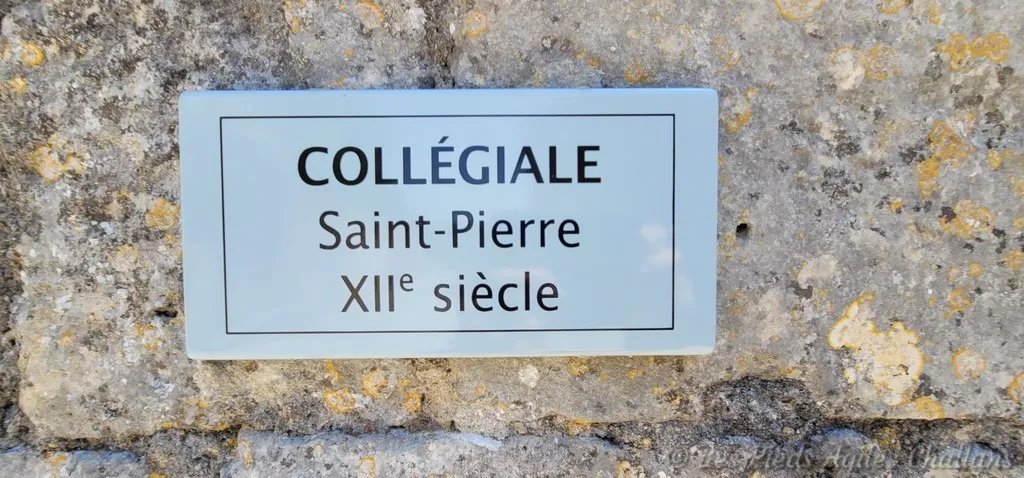 COLLÉGIALE
Saint-Pierre
XIIe siècle
© Les Pieds Agiles Challans